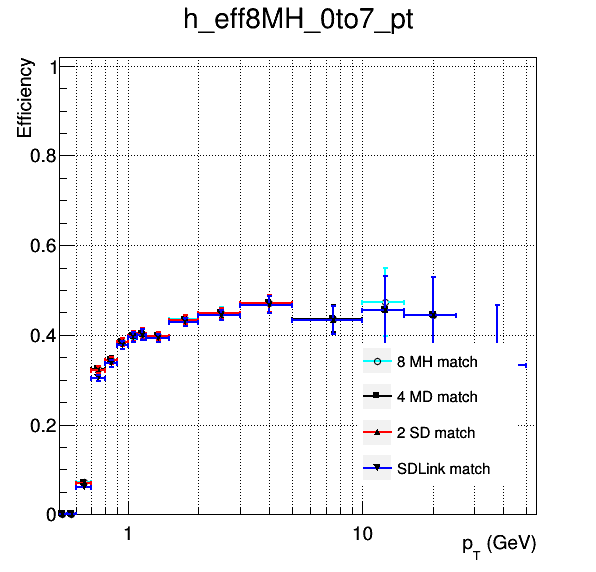 h_eff8MH_0to7_pt
Efficiency
1
0.8
0.6
0.4
0.2
0
8 MH match
4 MD match
2 SD match
SDLink match
1
10
p_T (GeV)